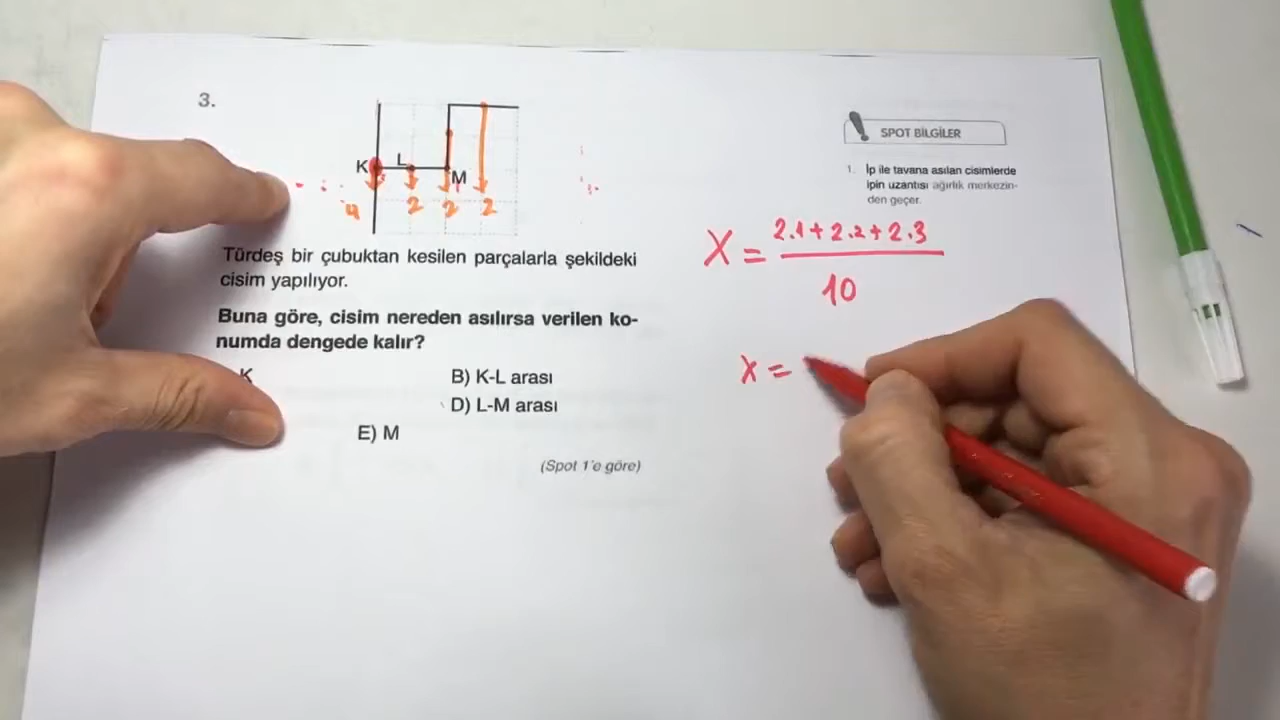 3.
K L M
4 2 2 2
Türdeş bir çubuktan kesilen parçalarla şekildeki
cisim yapılıyor.
Buna göre, cisim nereden asılırsa verilen ko-
numda dengede kalır?
K
B) K-L arası
D) L-M arası
E) M
(Spot 1'e göre)
SPOT BİLGİLER
1. İp ile tavana asılan cisimlerde
ipin uzantısı ağırlık merkezin-
den geçer.
X = 2.1+2.2+2.3
10
X =